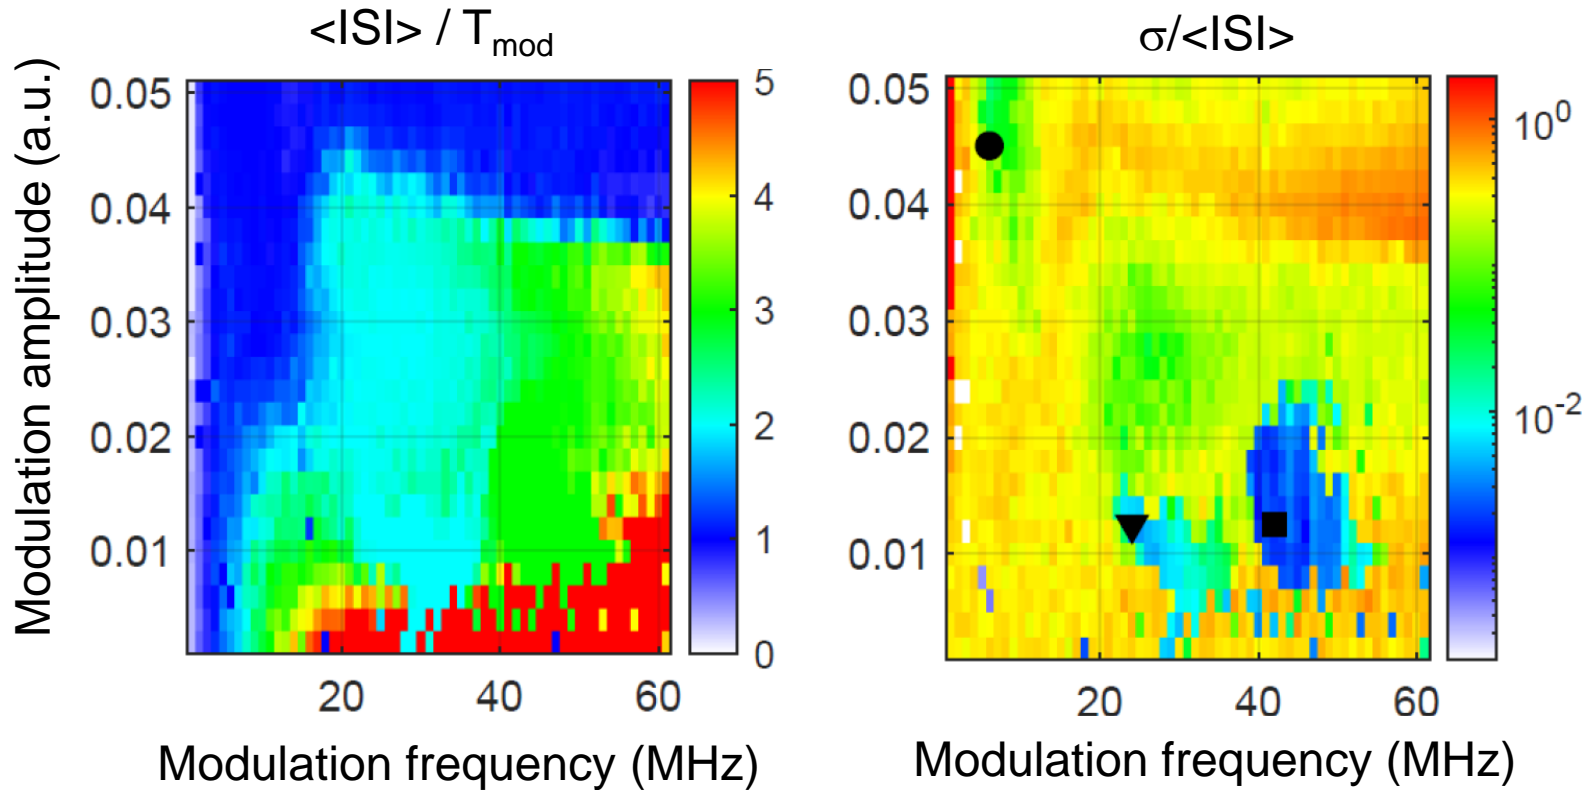 <ISI> / Tmod
σ/<ISI>
Modulation amplitude (a.u.)
0.05
0.04
0.03
0.02
0.01
20 40 60
Modulation frequency (MHz)
5
4
3
2
1
0
0.05
0.04
0.03
0.02
0.01
20 40 60
Modulation frequency (MHz)
10^0
10^-2